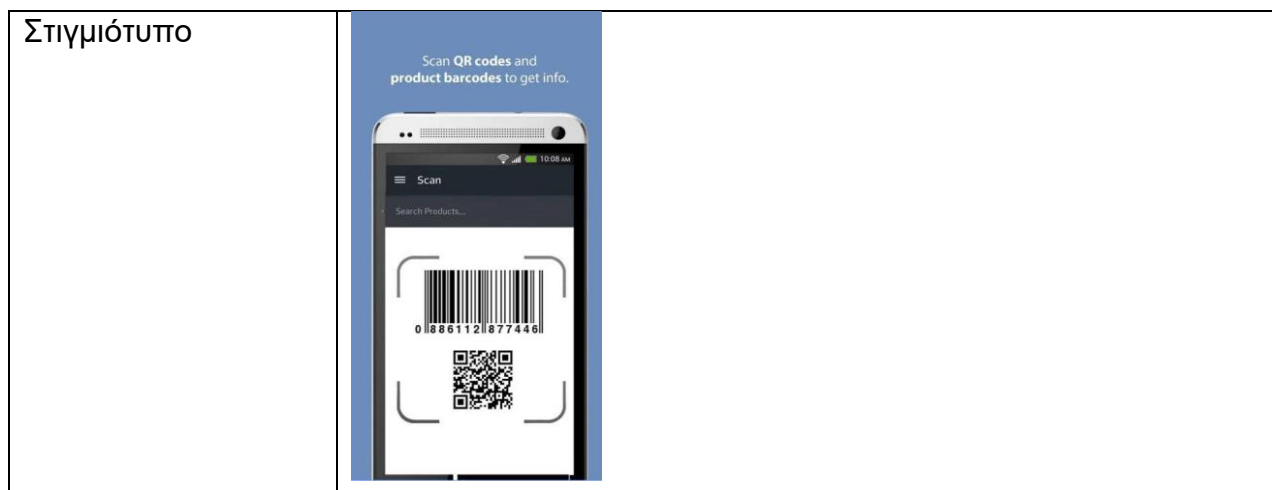 Στιγμιότυπο
Scan QR codes and
product barcodes to get info.
10:08 AM
Scan
Search Products...
0 886112 877446